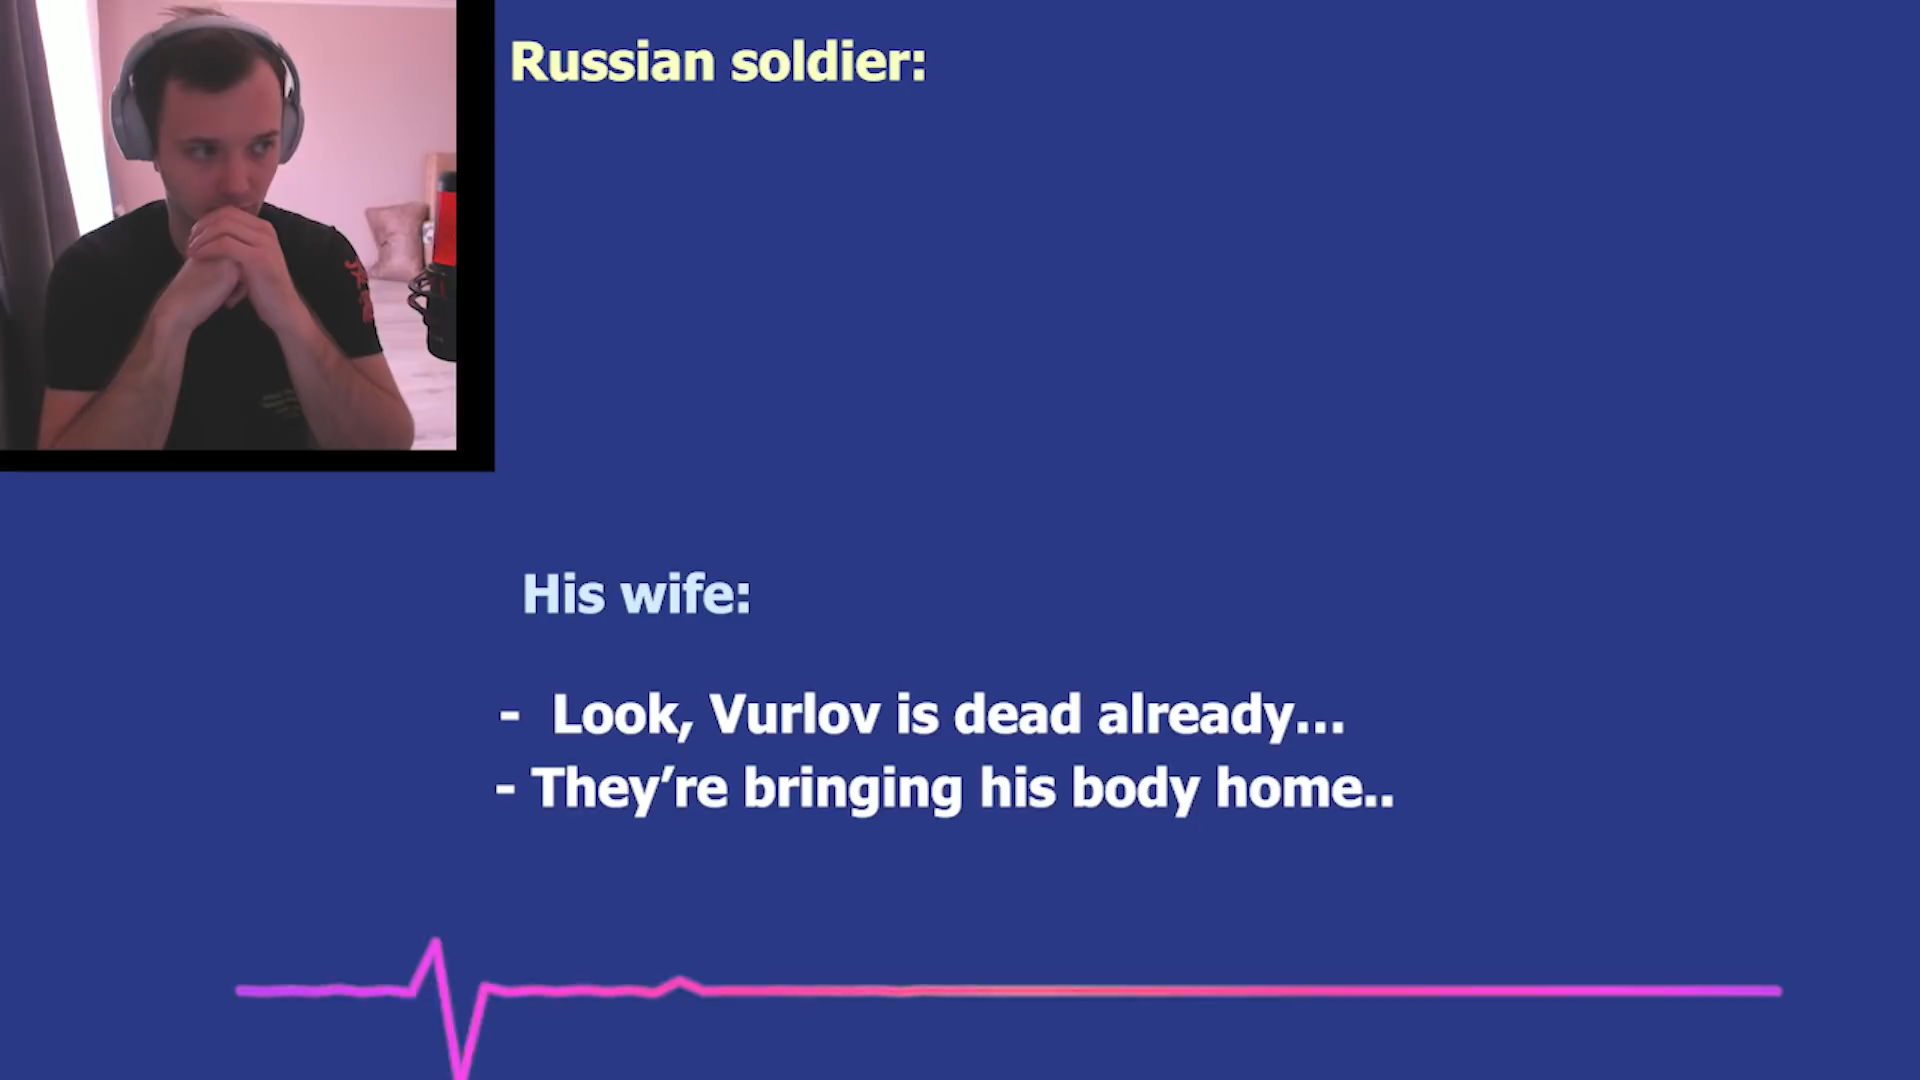 Russian soldier:
His wife:
- Look, Vurlov is dead already...
- They’re bringing his body home..